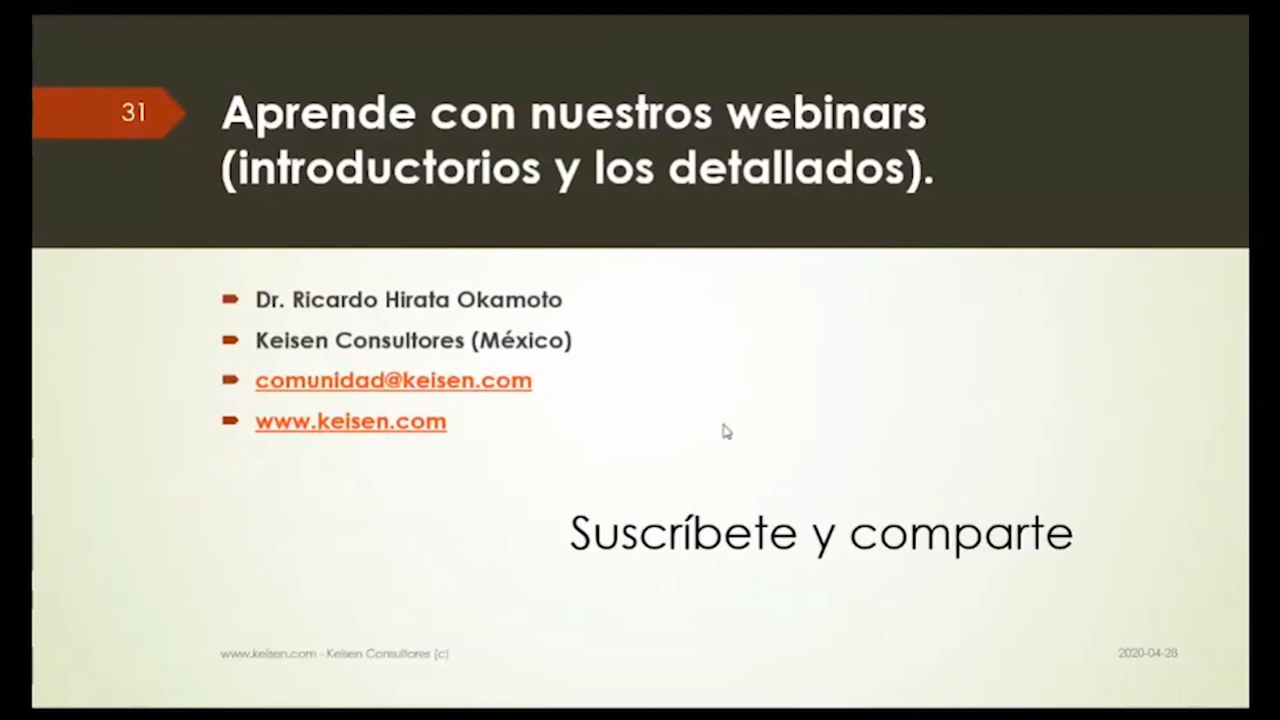 31
Aprende con nuestros webinars
(introductorios y los detallados).
Dr. Ricardo Hirata Okamoto
Keisen Consultores (México)
comunidad@keisen.com
www.keisen.com
Suscríbete y comparte
www.keisen.com - Keisen Consultores (c)
2020-04-28